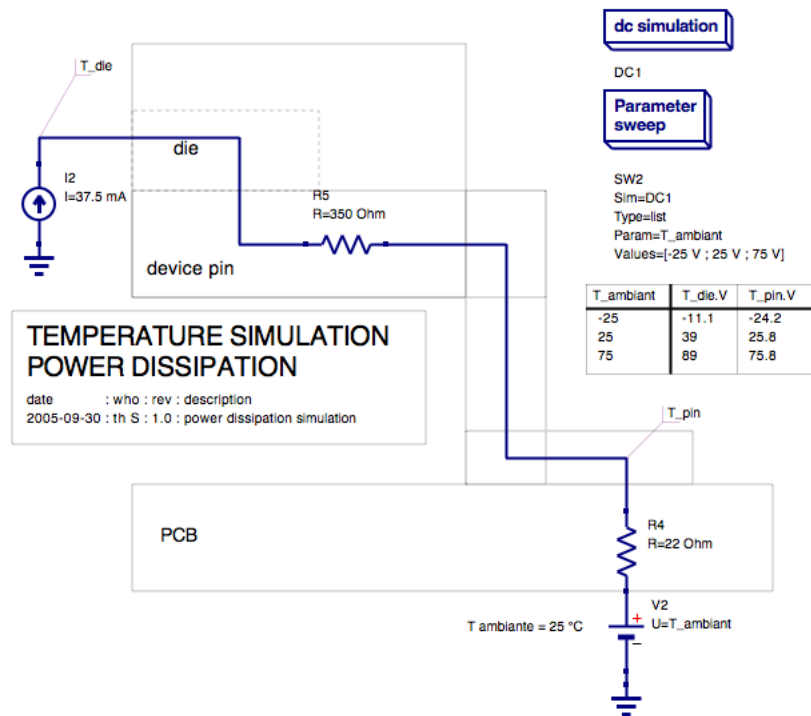 dc simulation
DC1
Parameter
sweep
SW2
Sim=DC1
Type=list
Param=T_ambiant
Values=[-25 V ; 25 V ; 75 V]
T_ambiant T_die.V T_pin.V
-25 -11.1 -24.2
25 39 25.8
75 89 75.8
T_die
die
I2
I=37.5 mA
R5
R=350 Ohm
device pin
TEMPERATURE SIMULATION
POWER DISSIPATION
date : who : rev : description
2005-09-30 : th S : 1.0 : power dissipation simulation
T_pin
PCB
R4
R=22 Ohm
T ambiante = 25 °C
V2
U=T_ambiant
+
−